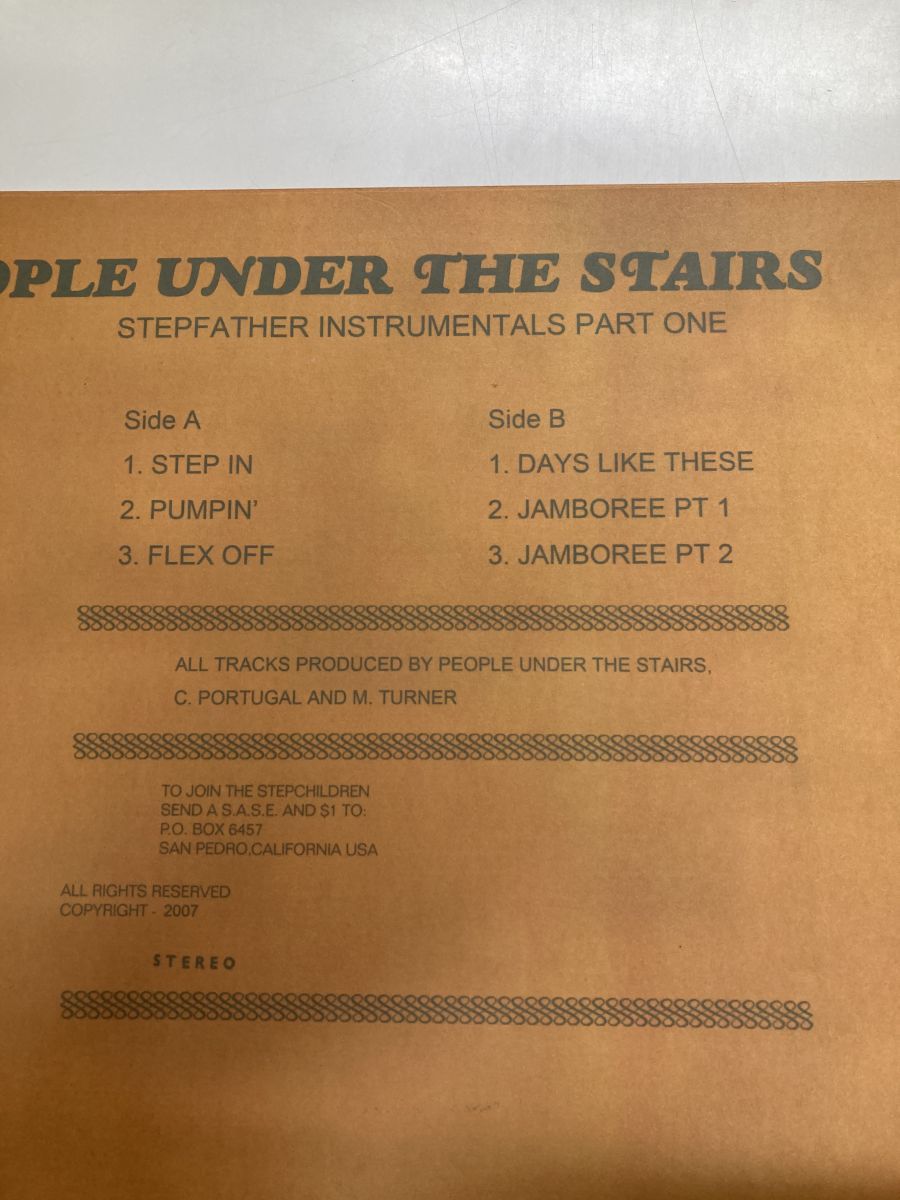 OPLE UNDER THE STAIRS
STEPFATHER INSTRUMENTALS PART ONE
Side A
1. STEP IN
2. PUMPIN'
3. FLEX OFF
Side B
1. DAYS LIKE THESE
2. JAMBOREE PT 1
3. JAMBOREE PT 2
ALL TRACKS PRODUCED BY PEOPLE UNDER THE STAIRS,
C. PORTUGAL AND M. TURNER
TO JOIN THE STEPCHILDREN
SEND A S.A.S.E. AND $1 TO:
P.O. BOX 6457
SAN PEDRO,CALIFORNIA USA
ALL RIGHTS RESERVED
COPYRIGHT - 2007
STEREO